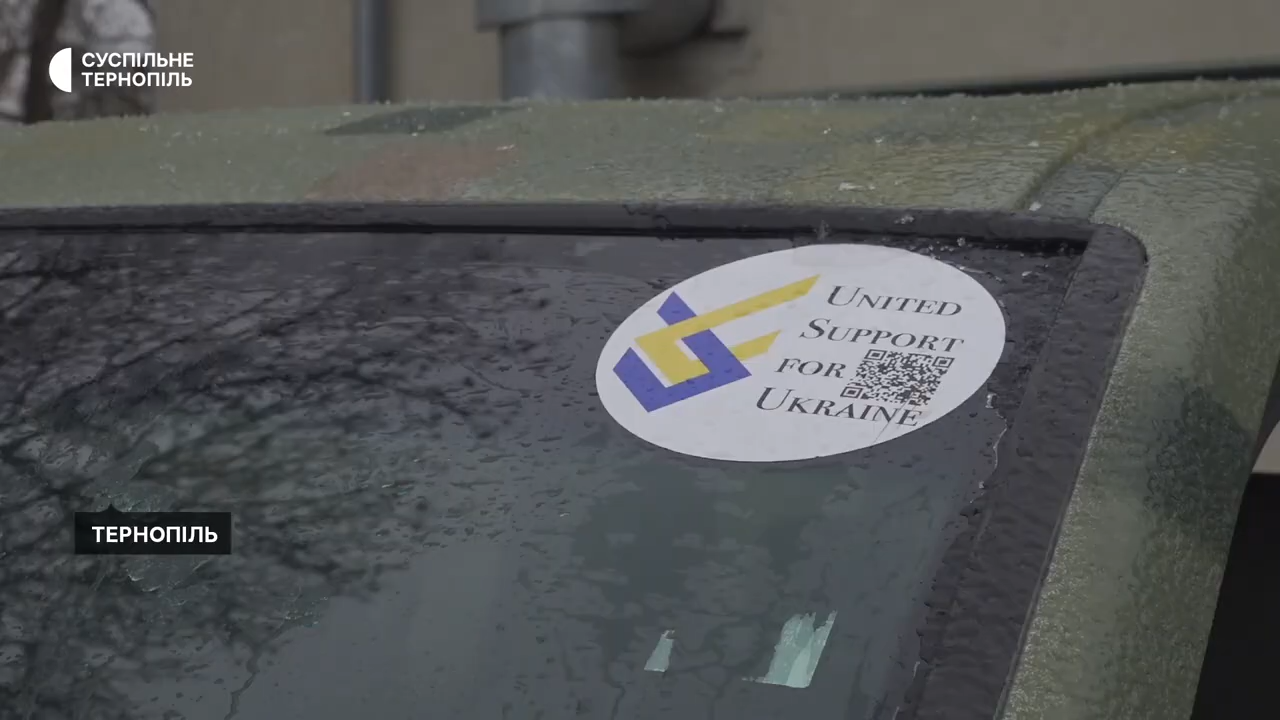 СУСПІЛЬНЕ
ТЕРНОПІЛЬ
UNITED
SUPPORT
FOR
UKRAINE
ТЕРНОПІЛЬ